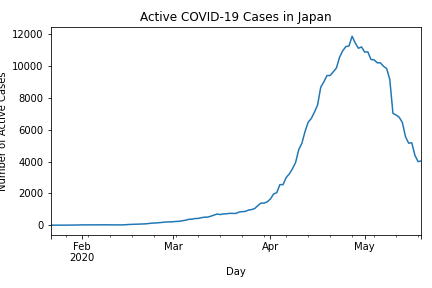 Active COVID-19 Cases in Japan
Number of Active Cases
12000
10000
8000
6000
4000
2000
0
Feb
2020
Mar
Apr
May
Day